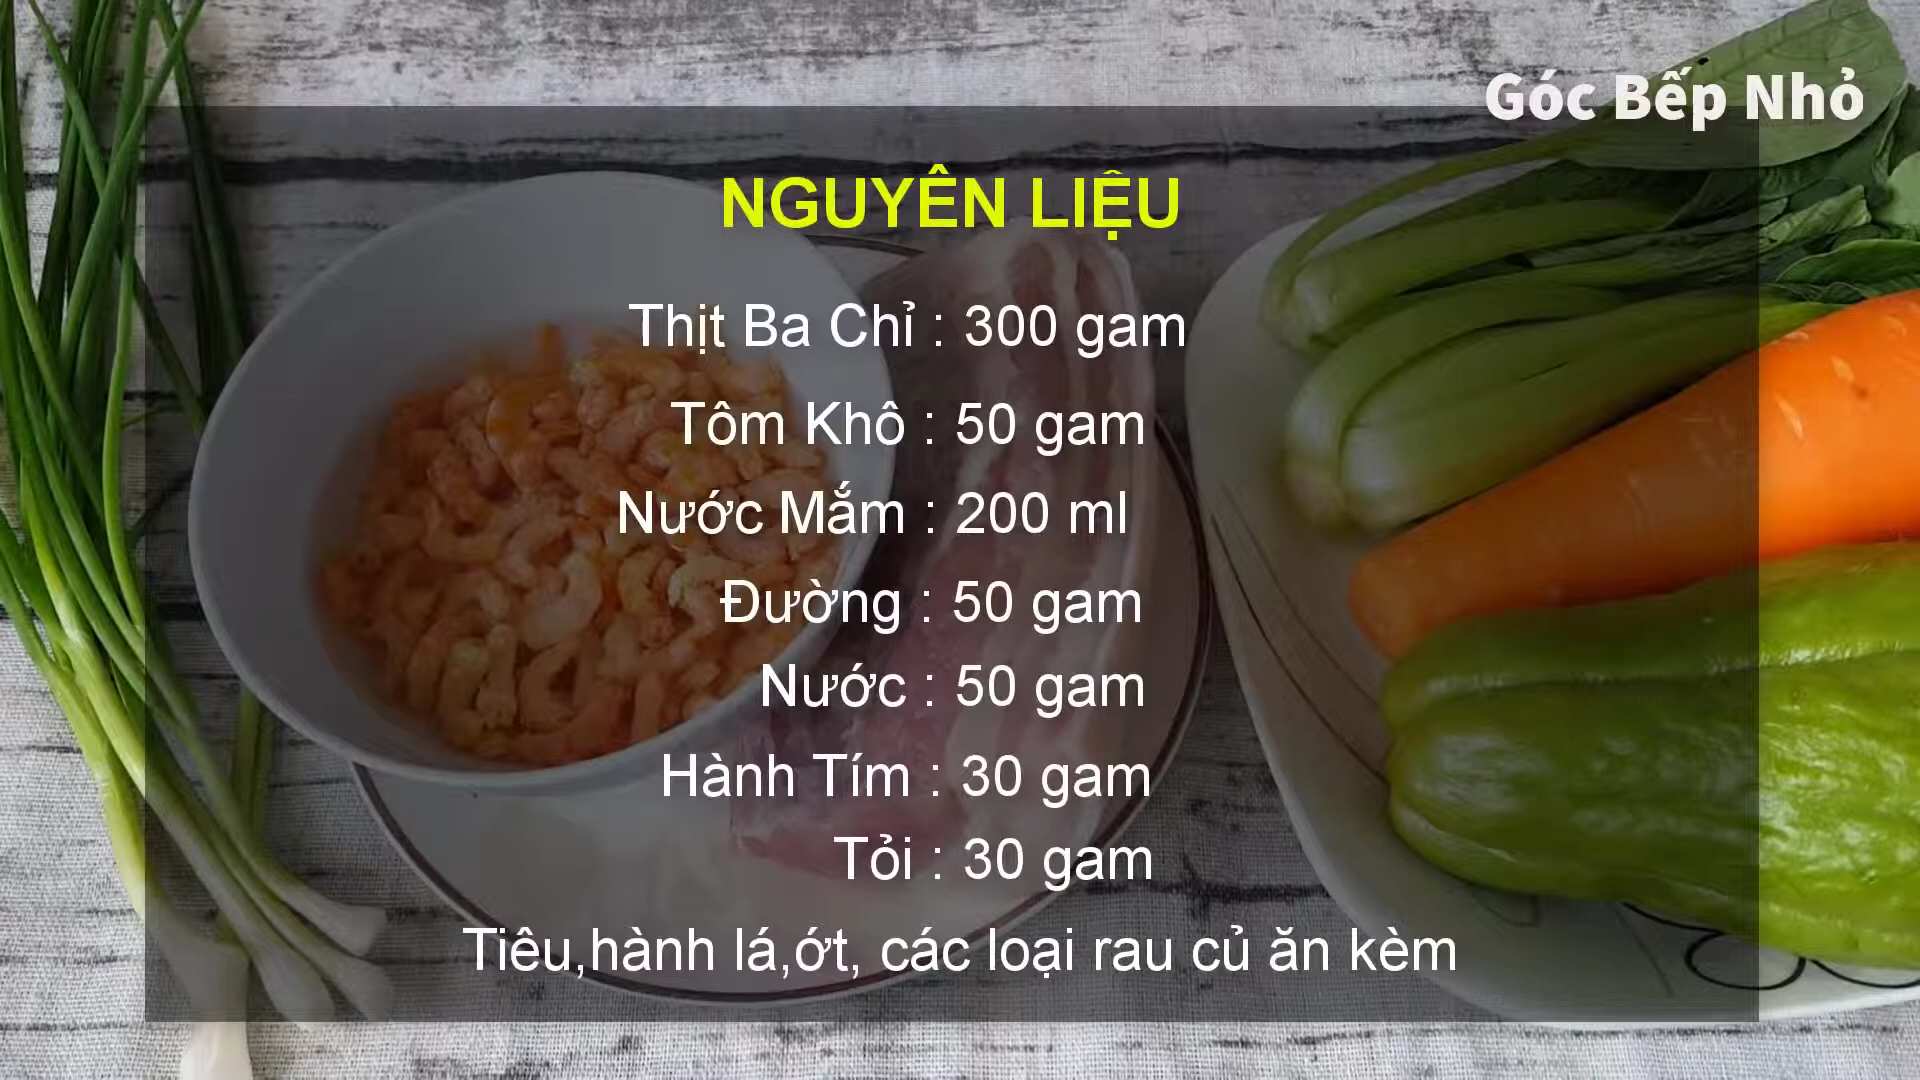 Góc Bếp Nhỏ
NGUYÊN LIỆU
Thịt Ba Chỉ : 300 gam
Tôm Khô : 50 gam
Nước Mắm : 200 ml
Đường : 50 gam
Nước : 50 gam
Hành Tím : 30 gam
Tỏi : 30 gam
Tiêu,hành lá,ớt, các loại rau củ ăn kèm